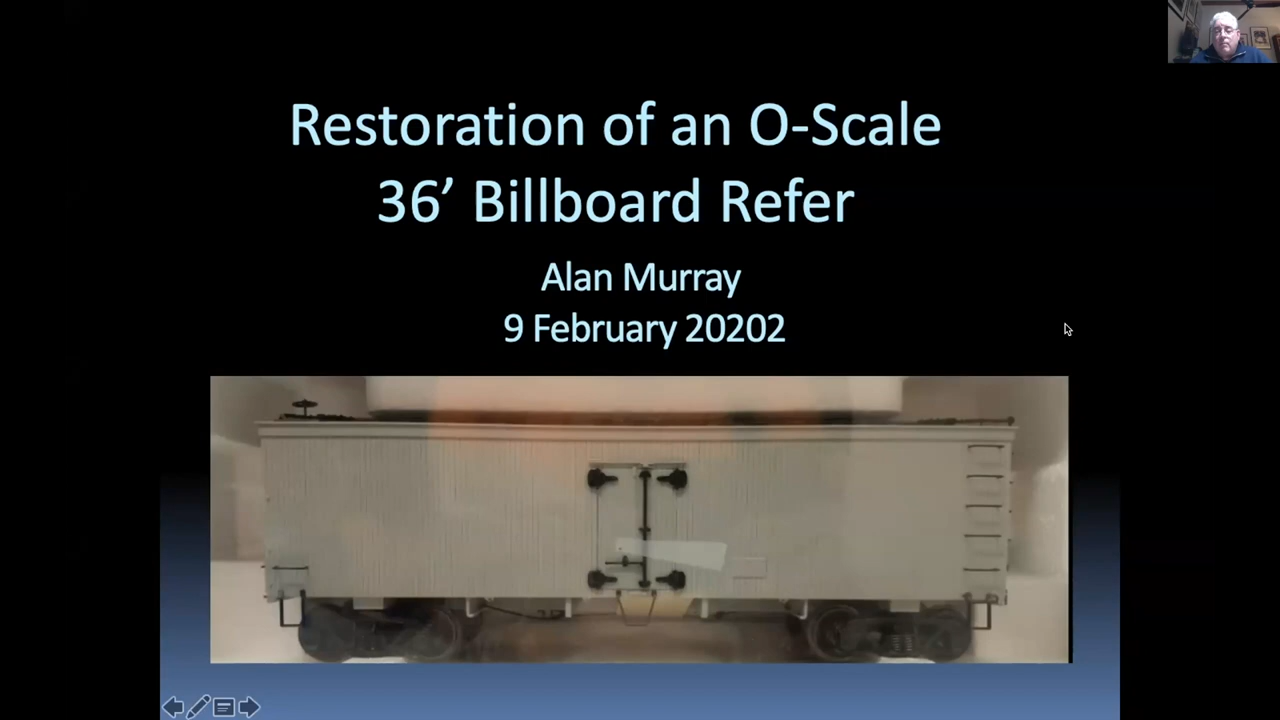 Restoration of an O-Scale
36’ Billboard Refer
Alan Murray
9 February 20202